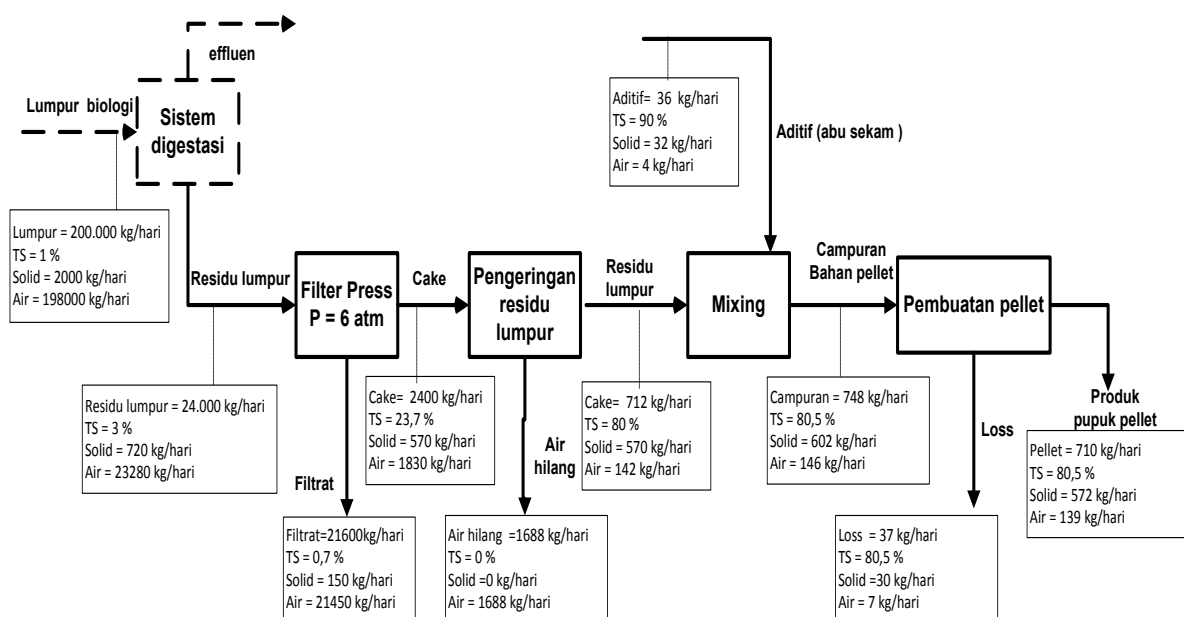 effluen
Lumpur biologi
Sistem
digestasi
Lumpur = 200.000 kg/hari
TS = 1 %
Solid = 2000 kg/hari
Air = 198000 kg/hari
Residu lumpur
Residu lumpur = 24.000 kg/hari
TS = 3 %
Solid = 720 kg/hari
Air = 23280 kg/hari
Filter Press
P = 6 atm
Filtrat
Filtrat=21600kg/hari
TS = 0,7 %
Solid = 150 kg/hari
Air = 21450 kg/hari
Cake
Cake= 2400 kg/hari
TS = 23,7 %
Solid = 570 kg/hari
Air = 1830 kg/hari
Pengeringan
residu
lumpur
Air
hilang
Air hilang =1688 kg/hari
TS = 0 %
Solid =0 kg/hari
Air = 1688 kg/hari
Residu
lumpur
Cake= 712 kg/hari
TS = 80 %
Solid = 570 kg/hari
Air = 142 kg/hari
Aditif= 36 kg/hari
TS = 90 %
Solid = 32 kg/hari
Air = 4 kg/hari
Aditif (abu sekam )
Mixing
Campuran
Bahan pellet
Campuran = 748 kg/hari
TS = 80,5 %
Solid = 602 kg/hari
Air = 146 kg/hari
Pembuatan pellet
Loss
Loss = 37 kg/hari
TS = 80,5 %
Solid =30 kg/hari
Air = 7 kg/hari
Produk
pupuk pellet
Pellet = 710 kg/hari
TS = 80,5 %
Solid = 572 kg/hari
Air = 139 kg/hari